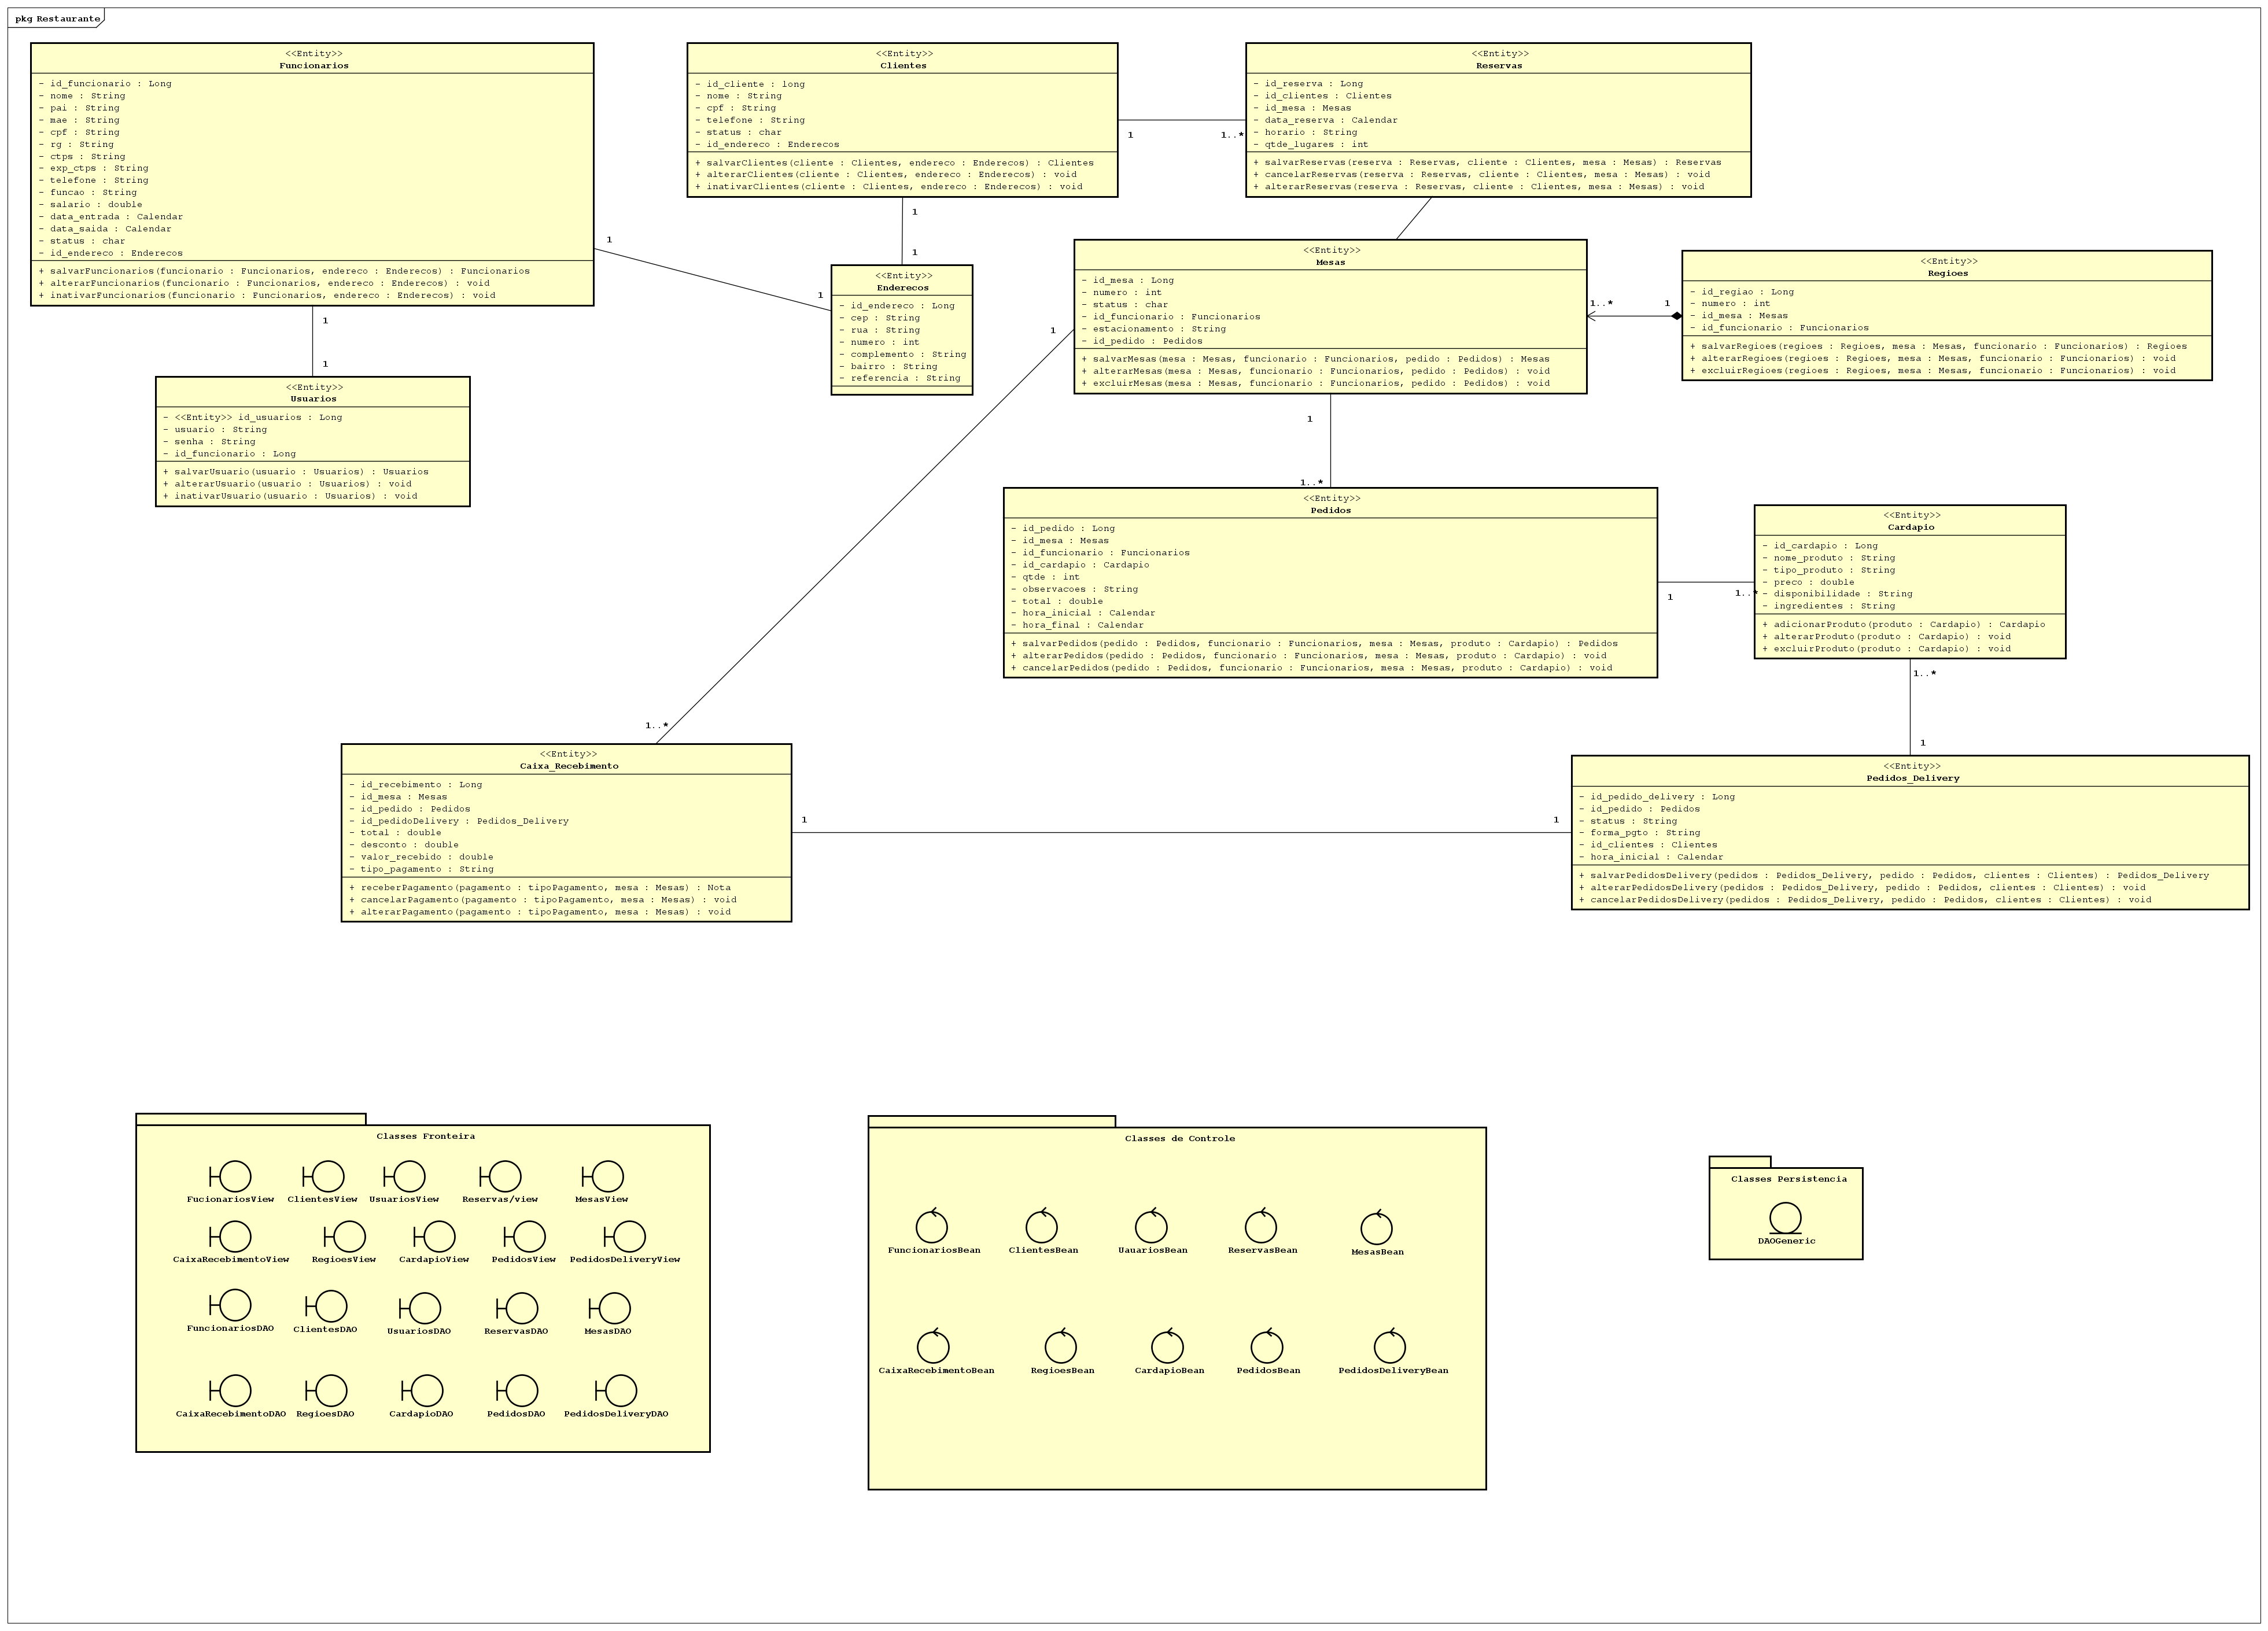 pkg Restaurante
<<Entity>>
Funcionarios
- id_funcionario : Long
- nome : String
- pai : String
- mae : String
- cpf : String
- rg : String
- ctps : String
- exp_ctps : String
- telefone : String
- funcao : String
- salario : double
- data_entrada : Calendar
- data_saida : Calendar
- status : char
- id_endereco : Enderecos
+ salvarFuncionarios(funcionario : Funcionarios, endereco : Enderecos) : Funcionarios
+ alterarFuncionarios(funcionario : Funcionarios, endereco : Enderecos) : void
+ inativarFuncionarios(funcionario : Funcionarios, endereco : Enderecos) : void
<<Entity>>
Clientes
- id_cliente : long
- nome : String
- cpf : String
- telefone : String
- status : char
- id_endereco : Enderecos
+ salvarClientes(cliente : Clientes, endereco : Enderecos) : Clientes
+ alterarClientes(cliente : Clientes, endereco : Enderecos) : void
+ inativarClientes(cliente : Clientes, endereco : Enderecos) : void
1
1..*
<<Entity>>
Reservas
- id_reserva : Long
- id_clientes : Clientes
- id_mesa : Mesas
- data_reserva : Calendar
- horario : String
- qtde_lugares : int
+ salvarReservas(reserva : Reservas, cliente : Clientes, mesa : Mesas) : Reservas
+ cancelarReservas(reserva : Reservas, cliente : Clientes, mesa : Mesas) : void
+ alterarReservas(reserva : Reservas, cliente : Clientes, mesa : Mesas) : void
1
1
1
1
<<Entity>>
Enderecos
- id_endereco : Long
- cep : String
- rua : String
- numero : int
- complemento : String
- bairro : String
- referencia : String
<<Entity>>
Mesas
- id_mesa : Long
- numero : int
- status : char
- id_funcionario : Funcionarios
- estacionamento : String
- id_pedido : Pedidos
+ salvarMesas(mesa : Mesas, funcionario : Funcionarios, pedido : Pedidos) : Mesas
+ alterarMesas(mesa : Mesas, funcionario : Funcionarios, pedido : Pedidos) : void
+ excluirMesas(mesa : Mesas, funcionario : Funcionarios, pedido : Pedidos) : void
1..*
1
<<Entity>>
Regioes
- id_regiao : Long
- numero : int
- id_mesa : Mesas
- id_funcionario : Funcionarios
+ salvarRegioes(regioes : Regioes, mesa : Mesas, funcionario : Funcionarios) : Regioes
+ alterarRegioes(regioes : Regioes, mesa : Mesas, funcionario : Funcionarios) : void
+ excluirRegioes(regioes : Regioes, mesa : Mesas, funcionario : Funcionarios) : void
1
1
1
<<Entity>>
Usuarios
- <<Entity>> id_usuarios : Long
- usuario : String
- senha : String
- id_funcionario : Long
+ salvarUsuario(usuario : Usuarios) : Usuarios
+ alterarUsuario(usuario : Usuarios) : void
+ inativarUsuario(usuario : Usuarios) : void
1
1..*
<<Entity>>
Pedidos
- id_pedido : Long
- id_mesa : Mesas
- id_funcionario : Funcionarios
- id_cardapio : Cardapio
- qtde : int
- observacoes : String
- total : double
- hora_inicial : Calendar
- hora_final : Calendar
+ salvarPedidos(pedido : Pedidos, funcionario : Funcionarios, mesa : Mesas, produto : Cardapio) : Pedidos
+ alterarPedidos(pedido : Pedidos, funcionario : Funcionarios, mesa : Mesas, produto : Cardapio) : void
+ cancelarPedidos(pedido : Pedidos, funcionario : Funcionarios, mesa : Mesas, produto : Cardapio) : void
1
1..*
<<Entity>>
Cardapio
- id_cardapio : Long
- nome_produto : String
- tipo_produto : String
- preco : double
- disponibilidade : String
- ingredientes : String
+ adicionarProduto(produto : Cardapio) : Cardapio
+ alterarProduto(produto : Cardapio) : void
+ excluirProduto(produto : Cardapio) : void
1..*
1
1..*
<<Entity>>
Caixa_Recebimento
- id_recebimento : Long
- id_mesa : Mesas
- id_pedido : Pedidos
- id_pedidoDelivery : Pedidos_Delivery
- total : double
- desconto : double
- valor_recebido : double
- tipo_pagamento : String
+ receberPagamento(pagamento : tipoPagamento, mesa : Mesas) : Nota
+ cancelarPagamento(pagamento : tipoPagamento, mesa : Mesas) : void
+ alterarPagamento(pagamento : tipoPagamento, mesa : Mesas) : void
1
1
<<Entity>>
Pedidos_Delivery
- id_pedido_delivery : Long
- id_pedido : Pedidos
- status : String
- forma_pgto : String
- id_clientes : Clientes
- hora_inicial : Calendar
+ salvarPedidosDelivery(pedidos : Pedidos_Delivery, pedido : Pedidos, clientes : Clientes) : Pedidos_Delivery
+ alterarPedidosDelivery(pedidos : Pedidos_Delivery, pedido : Pedidos, clientes : Clientes) : void
+ cancelarPedidosDelivery(pedidos : Pedidos_Delivery, pedido : Pedidos, clientes : Clientes) : void
Classes Fronteira
FucionariosView ClientesView UsuariosView Reservas/view MesasView
CaixaRecebimentoView RegioesView CardapioView PedidosView PedidosDeliveryView
FuncionariosDAO ClientesDAO UsuariosDAO ReservasDAO MesasDAO
CaixaRecebimentoDAO RegioesDAO CardapioDAO PedidosDAO PedidosDeliveryDAO
Classes de Controle
FuncionariosBean ClientesBean UauariosBean ReservasBean MesasBean
CaixaRecebimentoBean RegioesBean CardapioBean PedidosBean PedidosDeliveryBean
Classes Persistencia
DAOGeneric